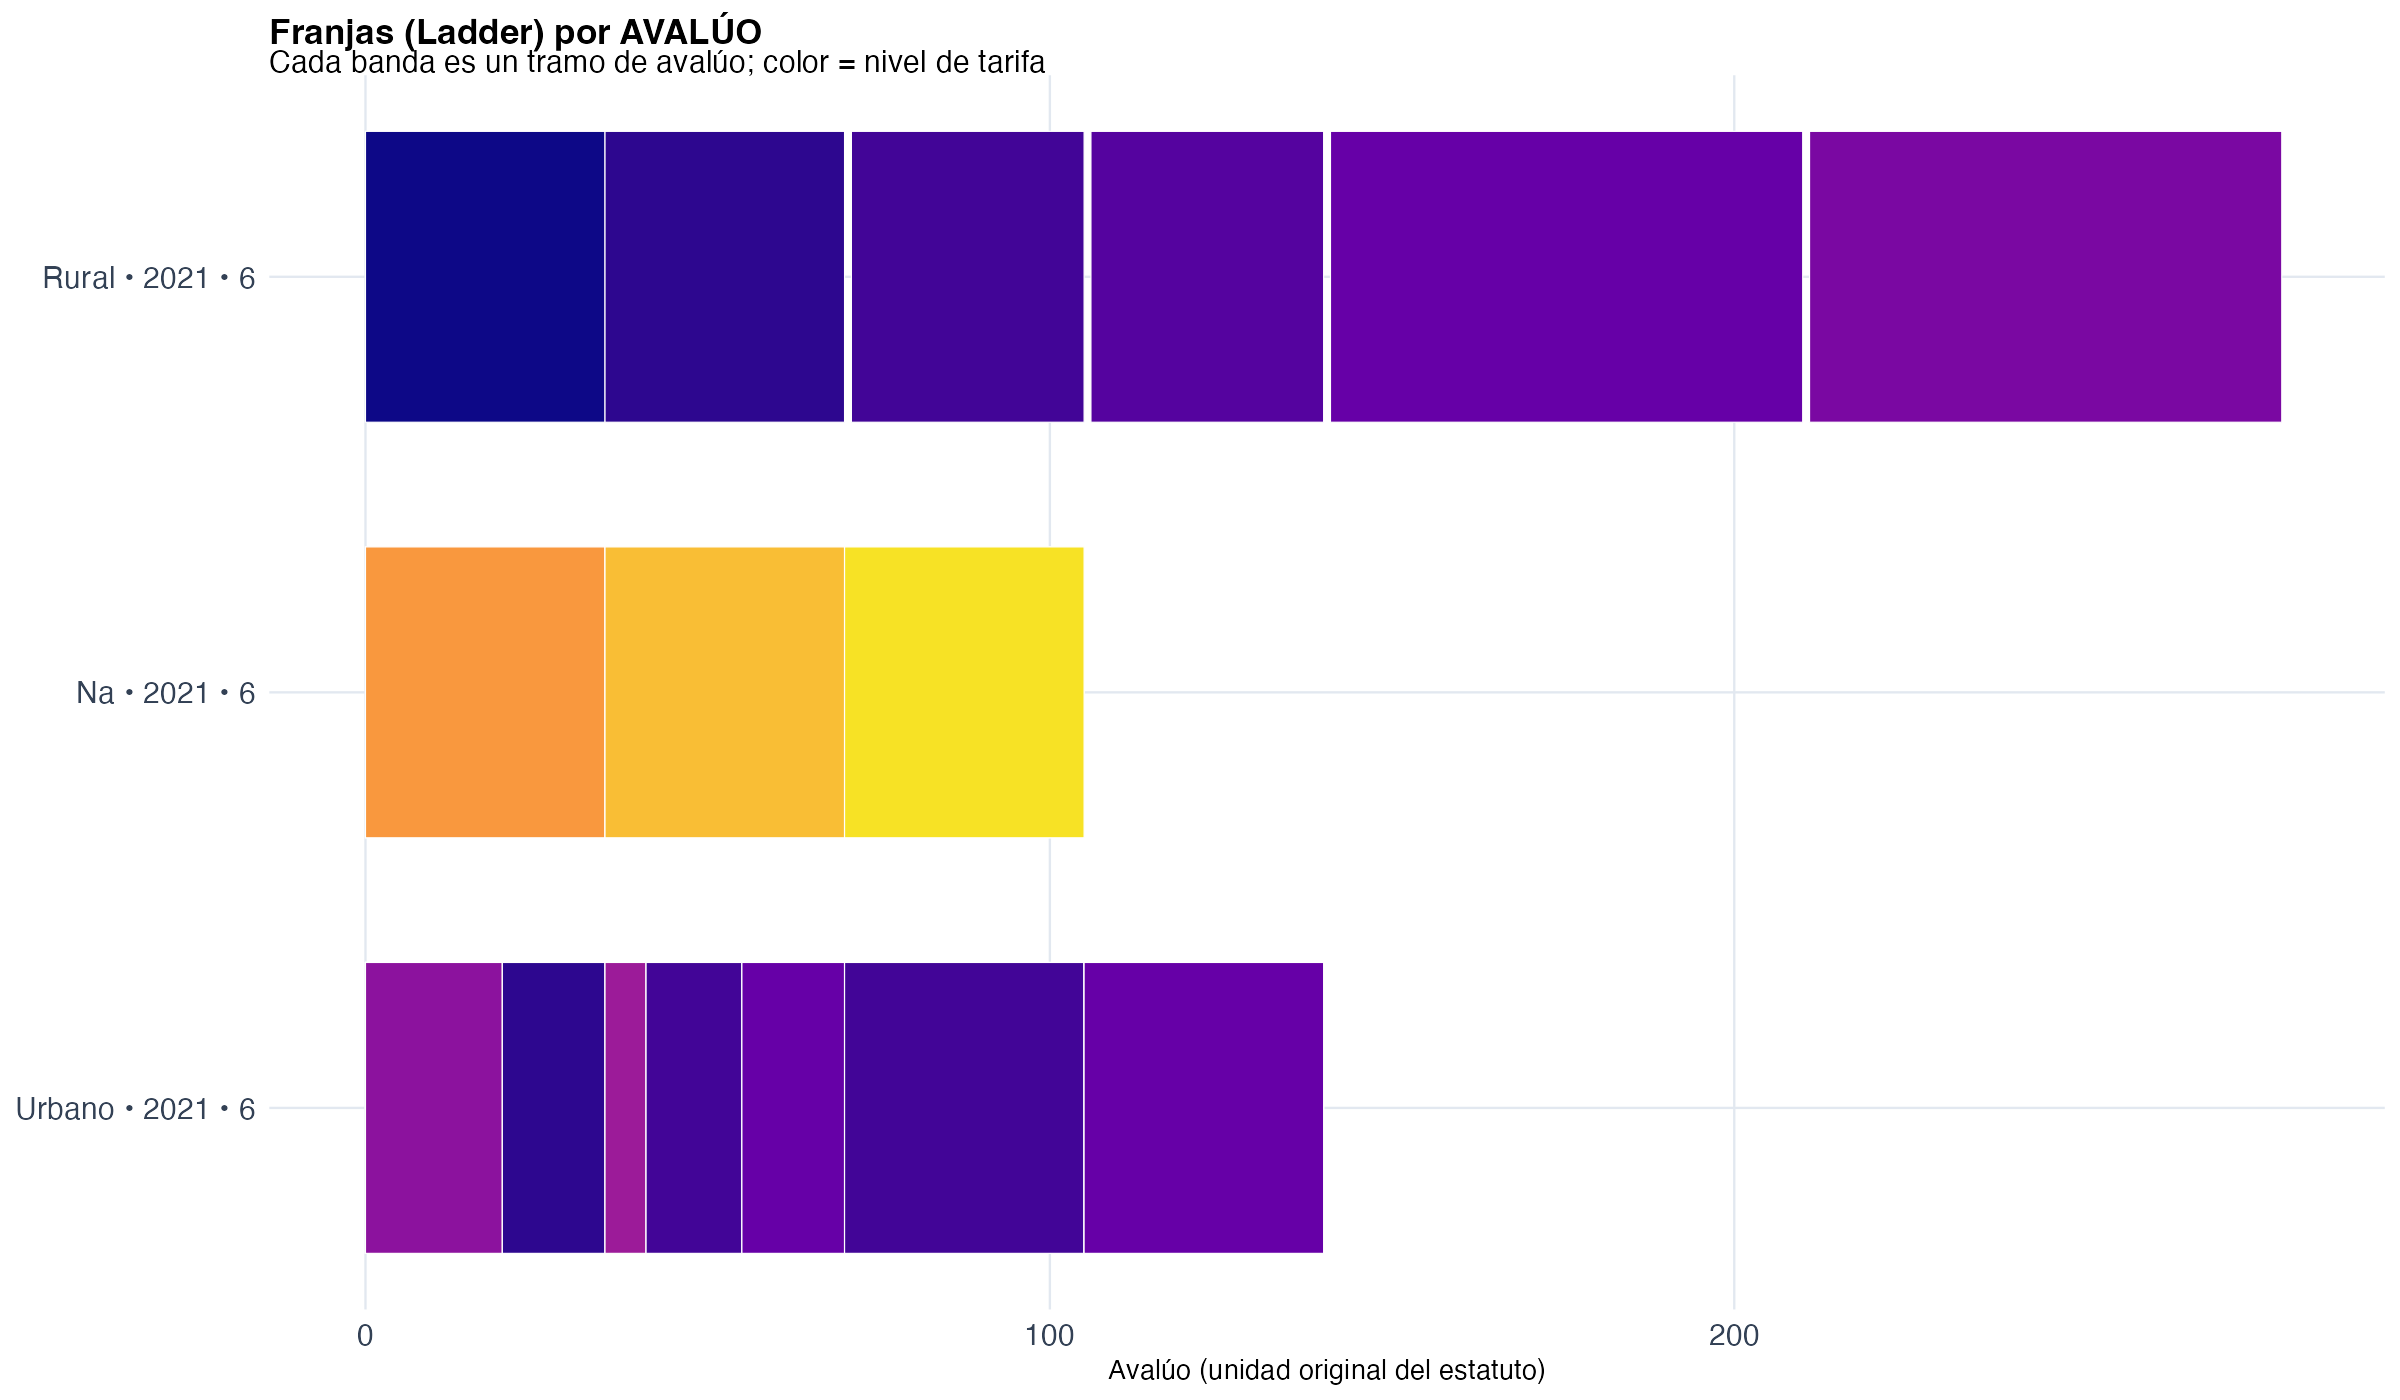 Franjas (Ladder) por AVALÚO
Cada banda es un tramo de avalúo; color = nivel de tarifa
Rural • 2021 • 6
Na • 2021 • 6
Urbano • 2021 • 6
0
100
200
Avalúo (unidad original del estatuto)